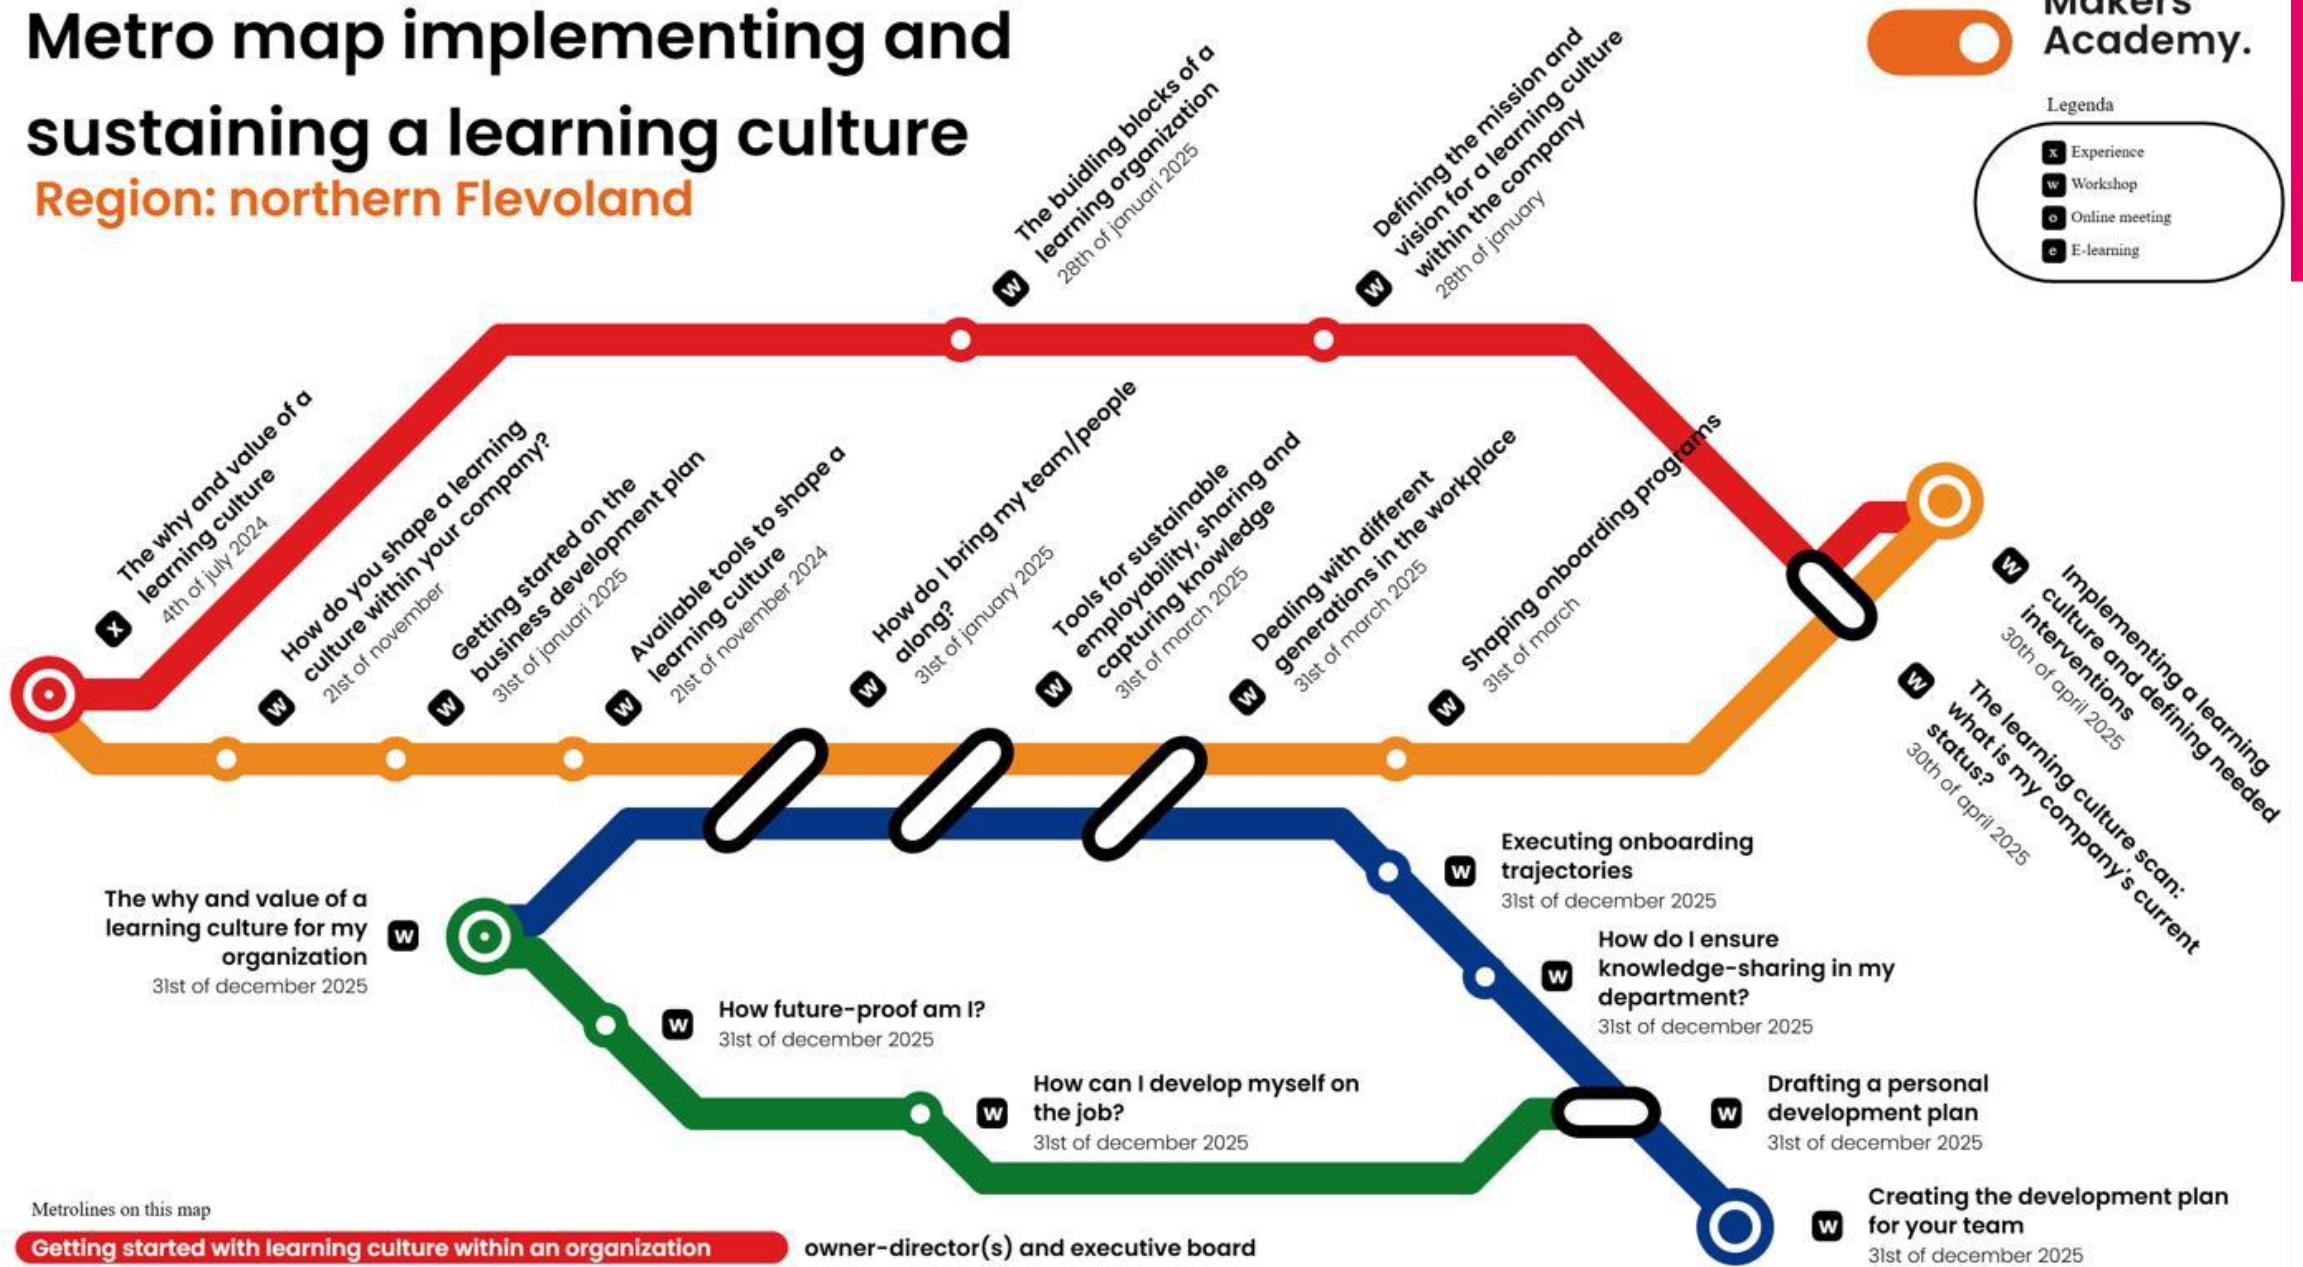 Metro map implementing and
sustaining a learning culture
Region: northern Flevoland
Makers
Academy.
Legenda
x Experience
w Workshop
o Online meeting
e E-learning
W
The buidling blocks of a
learning organization
28th of januari 2025
W
Defining the mission and
vision for a learning culture
within the company
28th of january
X
The why and value of a
learning culture
4th of july 2024
W
How do you shape a learning
culture within your company?
21st of november
W
Getting started on the
business development plan
31st of januari 2025
W
Available tools to shape a
learning culture
21st of november 2024
W
How do I bring my team/people
along?
31st of january 2025
W
Tools for sustainable
employability, sharing and
capturing knowledge
31st of march 2025
W
Dealing with different
generations in the workplace
31st of march 2025
W
Shaping onboarding programs
31st of march
W
Implementing a learning
culture and defining needed
interventions
30th of april 2025
W
The learning culture scan:
what is my company's current
status?
30th of april 2025
The why and value of a
learning culture for my
organization
31st of december 2025
W
W
How future-proof am I?
31st of december 2025
W
How can I develop myself on
the job?
31st of december 2025
W
Executing onboarding
trajectories
31st of december 2025
W
How do I ensure
knowledge-sharing in my
department?
31st of december 2025
W
Drafting a personal
development plan
31st of december 2025
W
Creating the development plan
for your team
31st of december 2025
Metrolines on this map
Getting started with learning culture within an organization
owner-director(s) and executive board